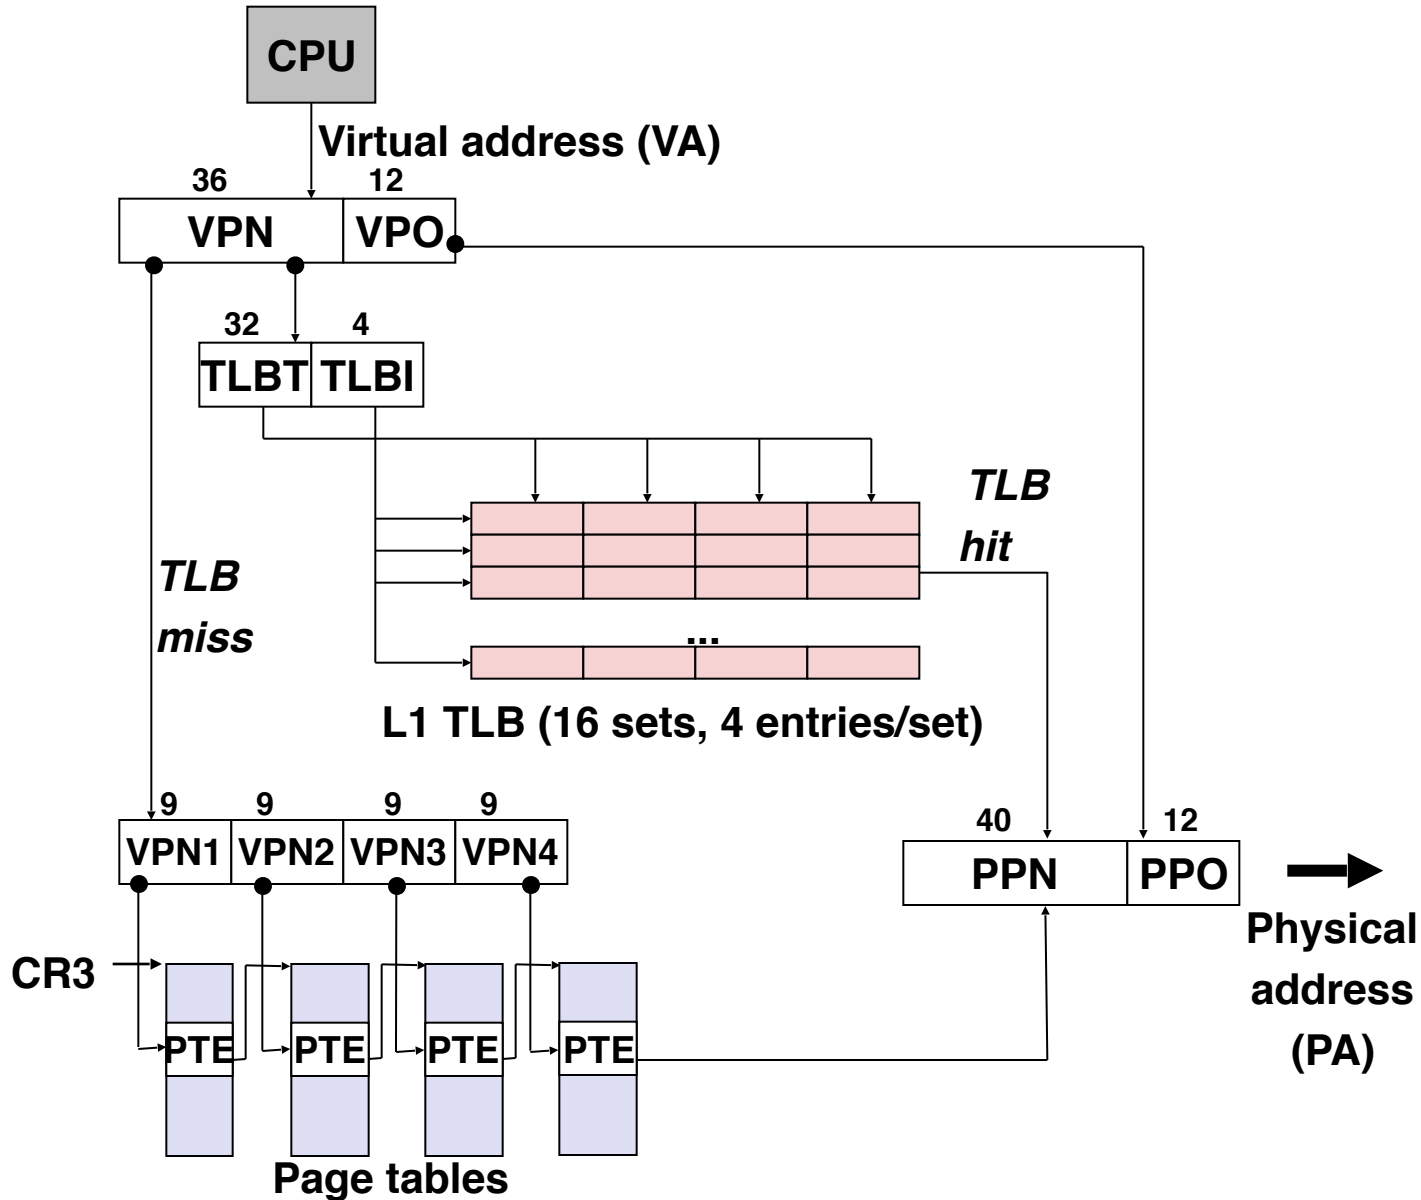 CPU
Virtual address (VA)
36 12
VPN VPO
32 4
TLBT TLBI
TLB
hit
TLB
miss
...
L1 TLB (16 sets, 4 entries/set)
9 9 9 9
VPN1 VPN2 VPN3 VPN4
40 12
PPN PPO
Physical
address
(PA)
CR3
PTE PTE PTE PTE
Page tables